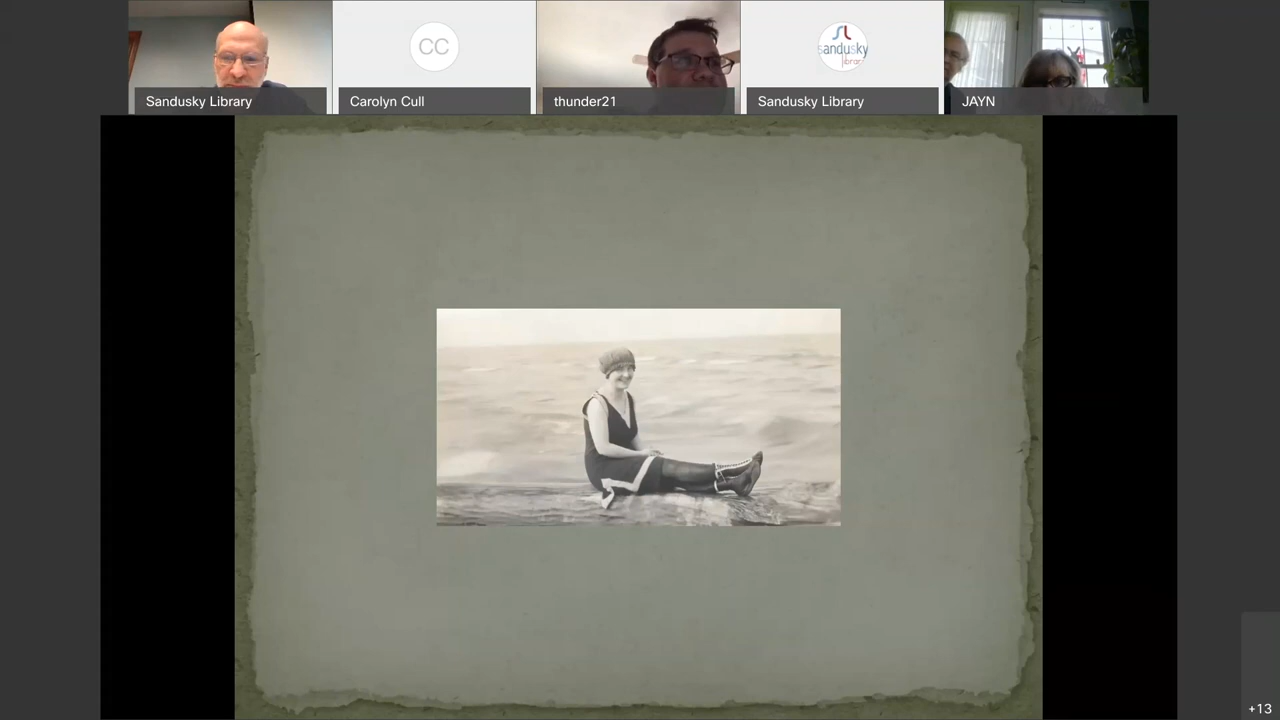 Sandusky Library
CC
Carolyn Cull
thunder21
sandusky
library
Sandusky Library
JAYN
+13